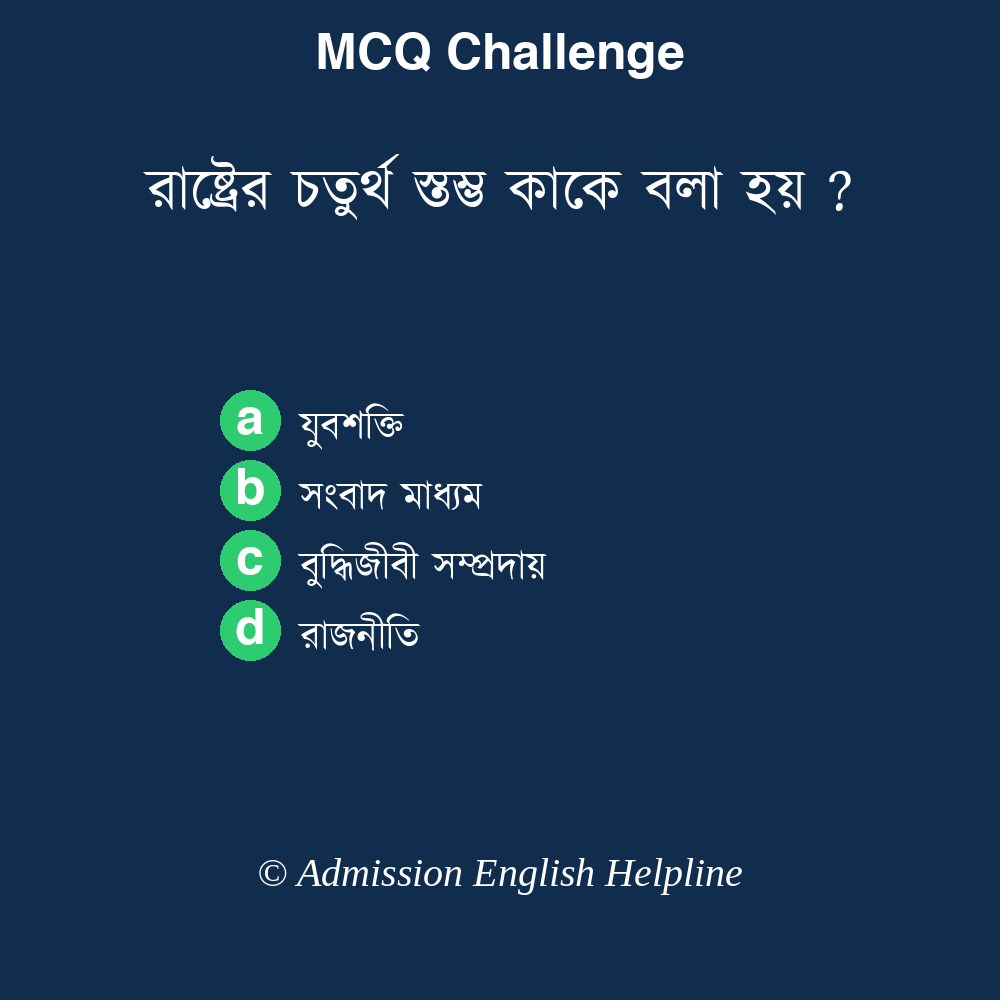 MCQ Challenge
রাষ্ট্রের চতুর্থ স্তম্ভ কাকে বলা হয় ?
a যুবশক্তি
b সংবাদ মাধ্যম
c বুদ্ধিজীবী সম্প্রদায়
d রাজনীতি
© Admission English Helpline